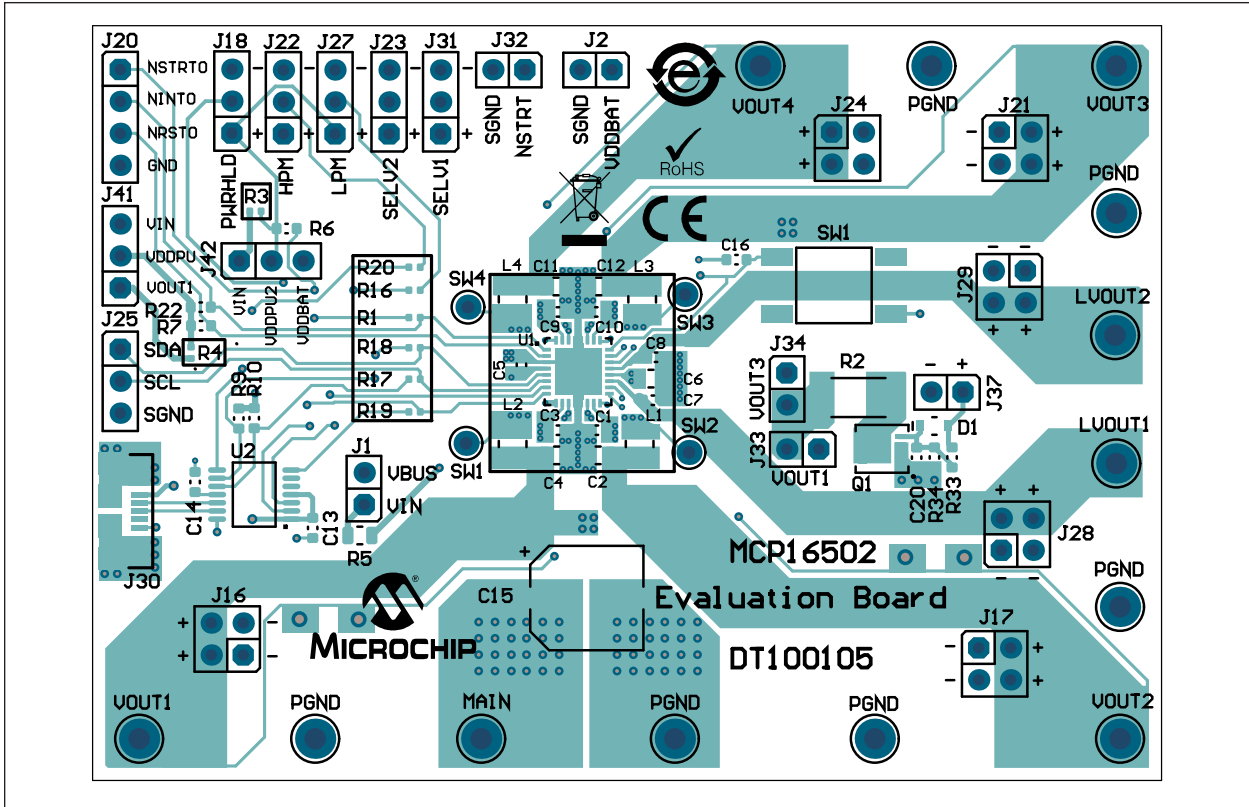 J20
J18
J22
J27
J23
J31
J32
J2
NSTRTO
NINTO
NRSTO
GND
- - - - -
+ + + + +
PWRHLD
HPM
LPM
SELV2
SELV1
SGND
NSTRT
SGND
VDDBAT
e
RoHS
CE
VOUT4
J24
+
+
PGND
J21
-
-
+
+
VOUT3
PGND
J41
VIN
VDDPU
VOUT1
R3
R6
J42
VIN
VDDPU2
VDDBAT
R22
R7
R4
J25
SDA
SCL
SGND
R20
R16
R1
R18
R17
R19
R9
R10
U2
SW4
L4
C11
C12
L3
SW3
C16
SW1
C9
C10
U1
C8
C5
C6
C7
L2
C3
C1
L1
SW1
C4
C2
SW2
J29
- -
+ +
LVOUT2
J34
VOUT3
R2
- +
J37
D1
J33
VOUT1
Q1
C20
R34
R33
LVOUT1
J1
VBUS
VIN
C14
C13
R5
J30
+ +
J28
- -
PGND
MCP16502
Evaluation Board
DT100105
+
C15
J16
+
+
-
-
MICROCHIP
®
J17
-
-
+
+
VOUT1
PGND
MAIN
PGND
PGND
VOUT2